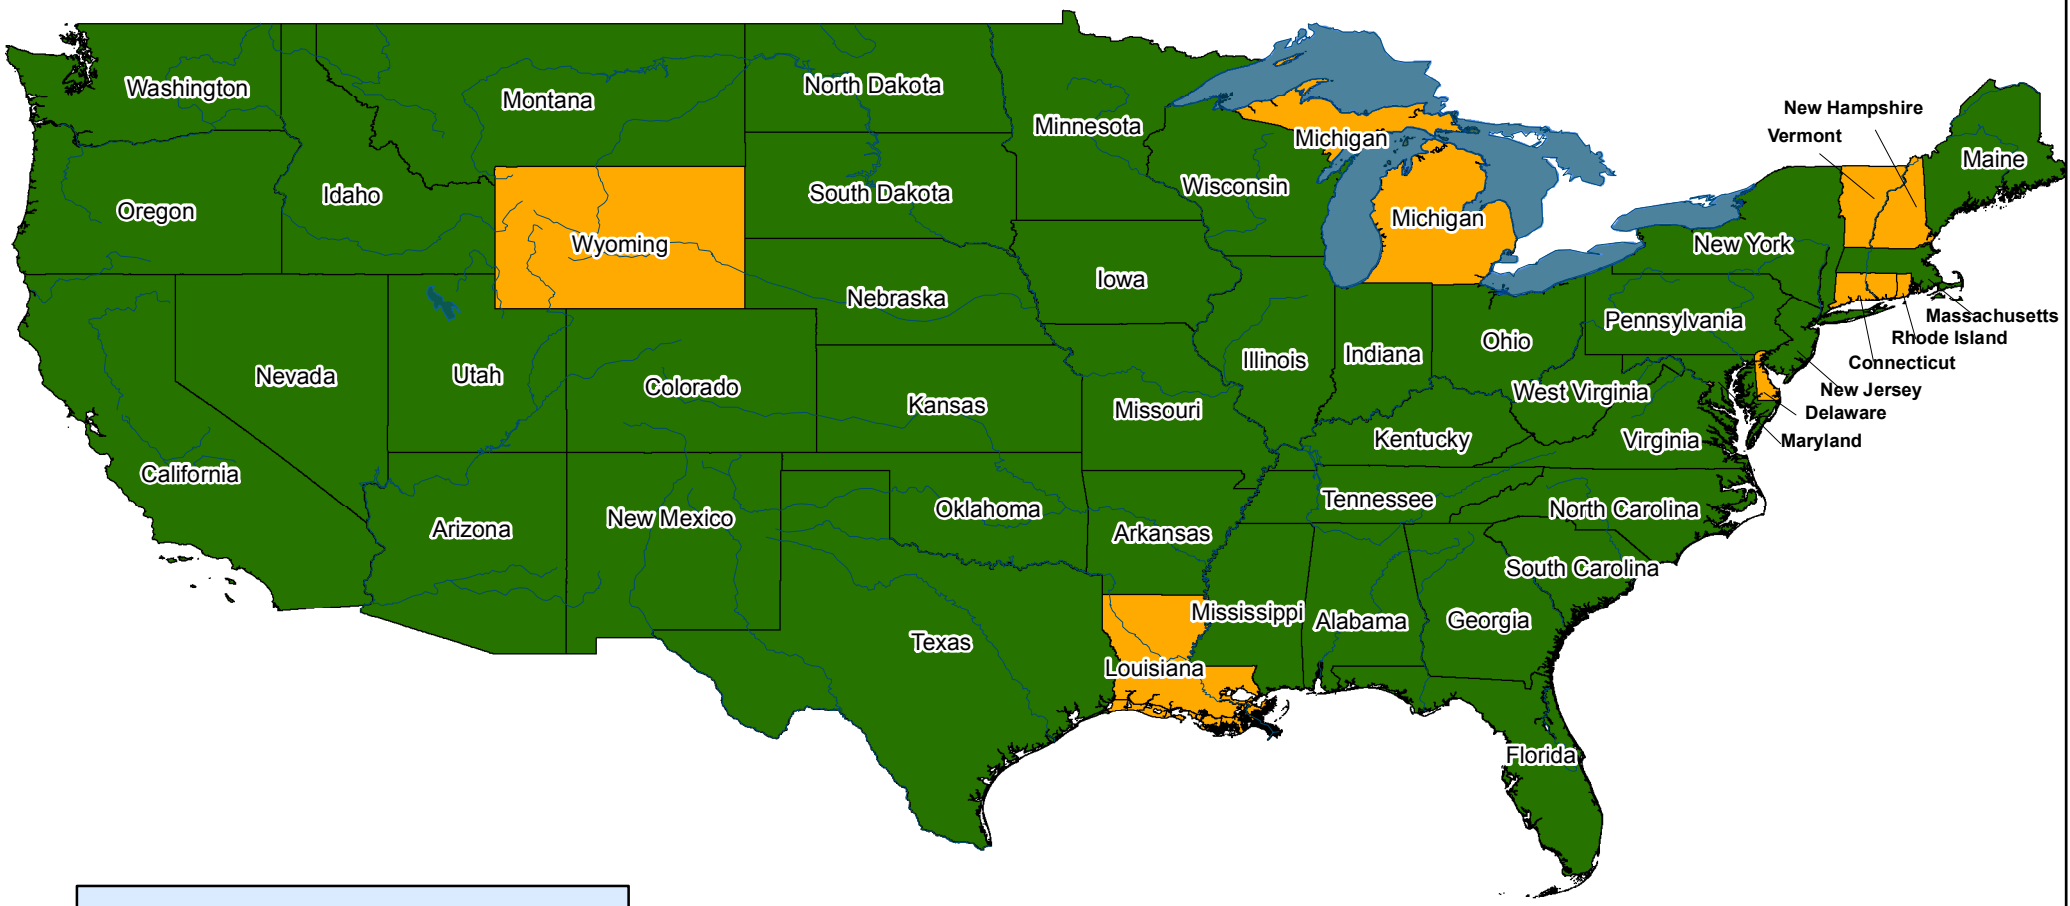 Washington
Montana
North Dakota
Minnesota
Michigan
New Hampshire
Vermont
Maine
Oregon
Idaho
Wyoming
South Dakota
Wisconsin
Michigan
New York
Iowa
Nebraska
Massachusetts
Rhode Island
Connecticut
New Jersey
Delaware
Maryland
Pennsylvania
Ohio
Indiana
Illinois
Nevada
Utah
Colorado
Kansas
Missouri
West Virginia
Kentucky
Virginia
California
Arizona
New Mexico
Oklahoma
Arkansas
Tennessee
North Carolina
South Carolina
Texas
Louisiana
Mississippi
Alabama
Georgia
Florida